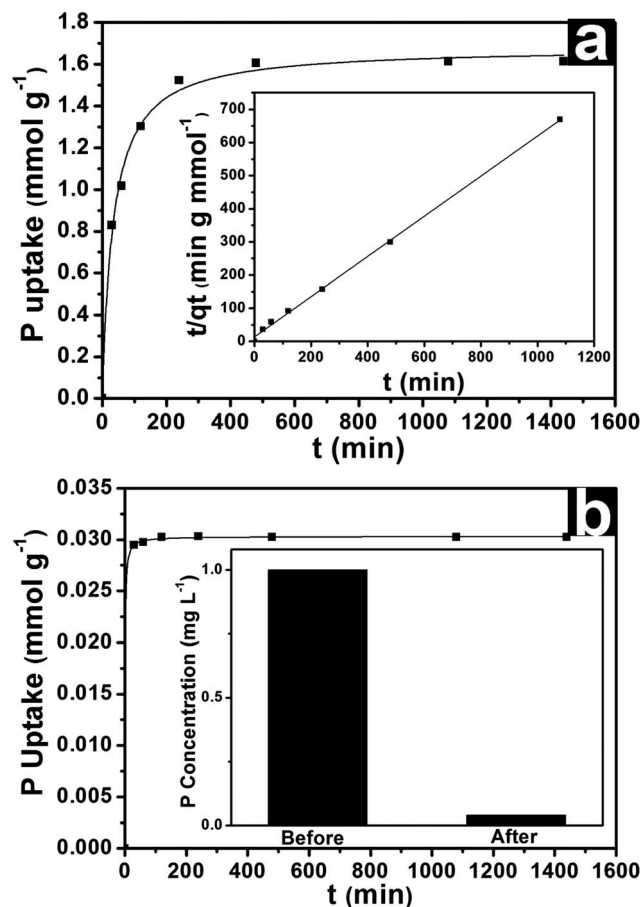 a
P uptake (mmol g⁻¹)
1.8
1.6
1.4
1.2
1.0
0.8
0.6
0.4
0.2
0.0
0 200 400 600 800 1000 1200 1400 1600
t (min)
t/qt (min g mmol⁻¹)
700
600
500
400
300
200
100
0
0 200 400 600 800 1000 1200
t (min)
b
P Uptake (mmol g⁻¹)
0.035
0.030
0.025
0.020
0.015
0.010
0.005
0.000
0 200 400 600 800 1000 1200 1400 1600
t (min)
P Concentration (mg L⁻¹)
1.0
0.5
0.0
Before After